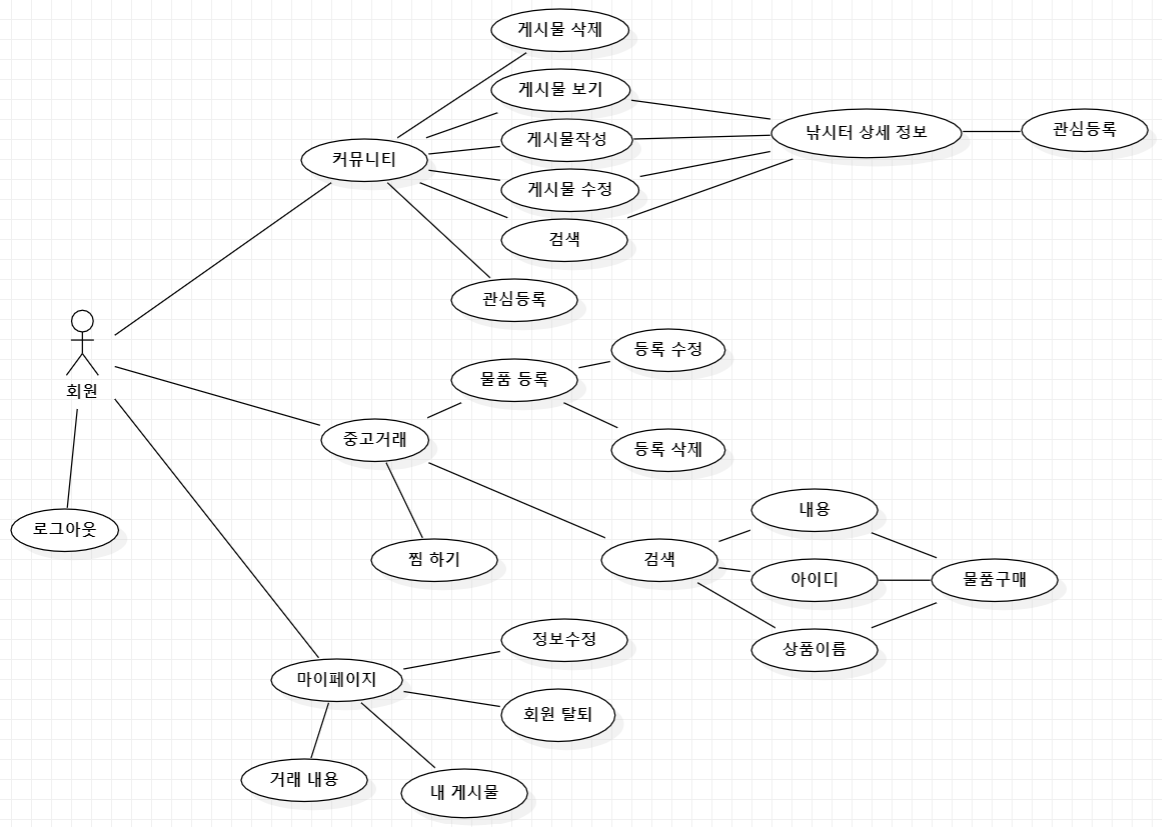 게시물 삭제
게시물 보기
게시물작성
낚시터 상세 정보
관심등록
커뮤니티
게시물 수정
검색
관심등록
회원
물품 등록
등록 수정
등록 삭제
중고거래
로그아웃
찜 하기
검색
내용
아이디
물품구매
상품이름
정보수정
마이페이지
회원 탈퇴
거래 내용
내 게시물